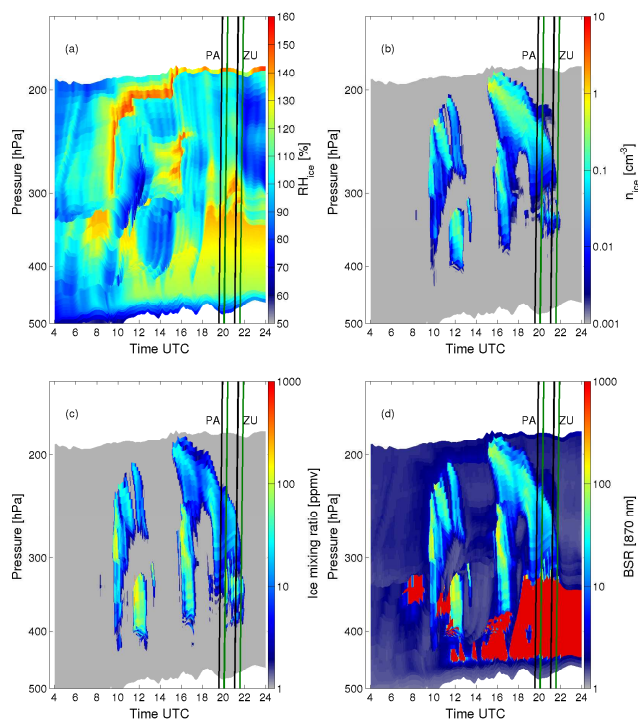 (a)
PA
ZU
200
300
400
500
4 6 8 10 12 14 16 18 20 22 24
Time UTC
Pressure [hPa]
160
150
140
130
120
110
100
90
80
70
60
50
RH_ice [%]
(b)
PA
ZU
200
300
400
500
4 6 8 10 12 14 16 18 20 22 24
Time UTC
Pressure [hPa]
10
1
0.1
0.01
0.001
n_ice [cm^-3]
(c)
PA
ZU
200
300
400
500
4 6 8 10 12 14 16 18 20 22 24
Time UTC
Pressure [hPa]
1000
100
10
1
Ice mixing ratio [ppmv]
(d)
PA
ZU
200
300
400
500
4 6 8 10 12 14 16 18 20 22 24
Time UTC
Pressure [hPa]
1000
100
10
1
BSR [870 nm]